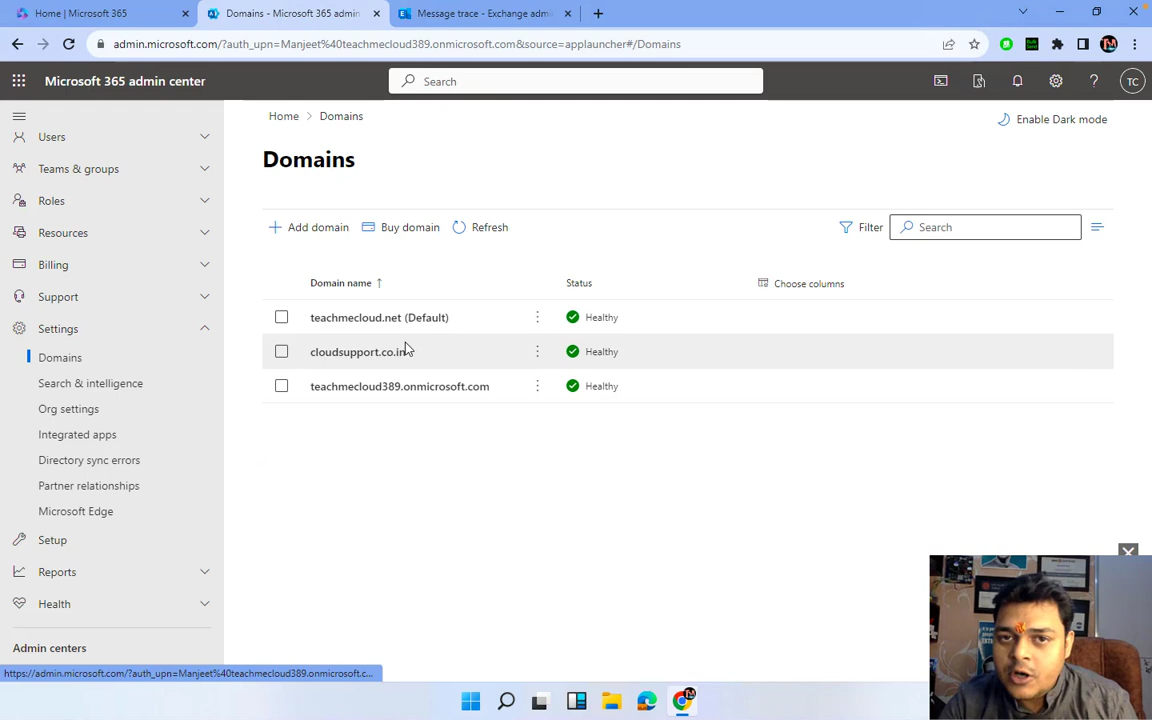 Home | Microsoft 365
Domains - Microsoft 365 admin
Message trace - Exchange admi
admin.microsoft.com/?auth_upn=Manjeet%40teachmecloud389.onmicrosoft.com&source=applauncher#/Domains
Microsoft 365 admin center
Search
TC
Home > Domains
Enable Dark mode
Domains
Users
Teams & groups
Roles
Resources
Billing
Support
Settings
Domains
Search & intelligence
Org settings
Integrated apps
Directory sync errors
Partner relationships
Microsoft Edge
Setup
Reports
Health
Admin centers
Add domain
Buy domain
Refresh
Filter
Search
Domain name ↑
Status
Choose columns
teachmecloud.net (Default)
Healthy
cloudsupport.co.in
Healthy
teachmecloud389.onmicrosoft.com
Healthy
https://admin.microsoft.com/?auth_upn=Manjeet%40teachmecloud389.onmicrosoft.c...